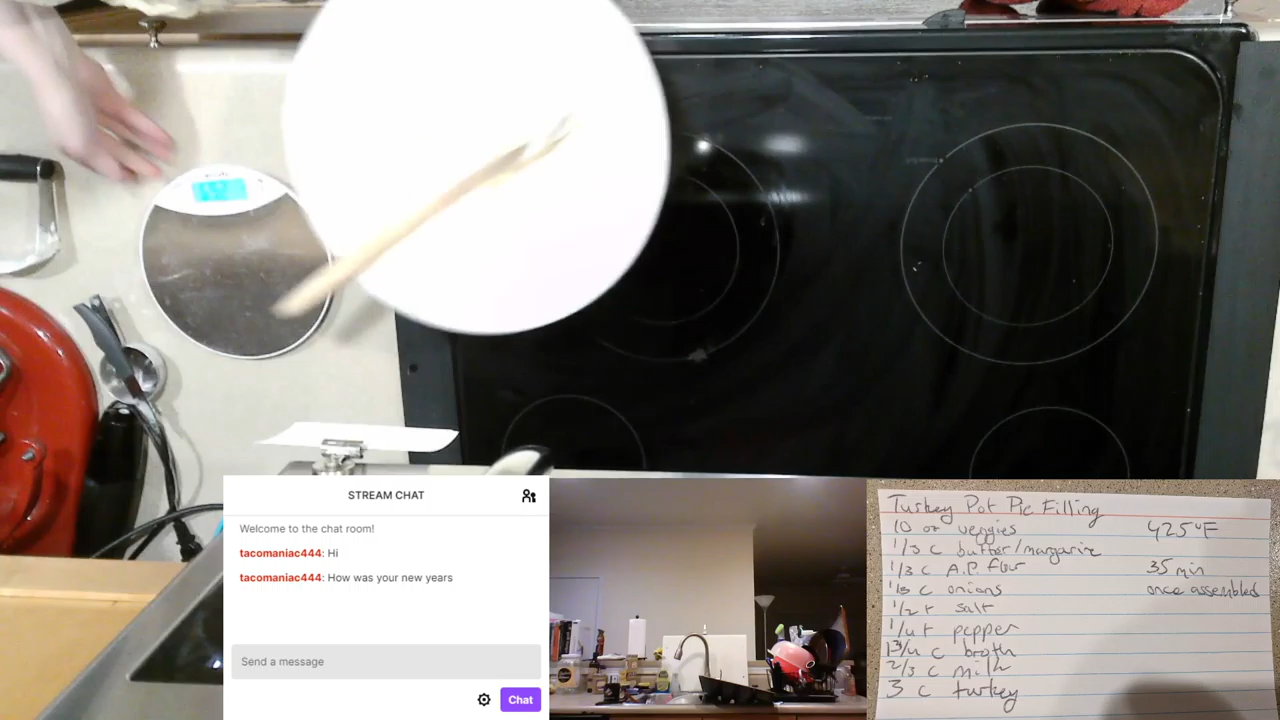 STREAM CHAT
Welcome to the chat room!
tacomaniac444: Hi
tacomaniac444: How was your new years
Send a message
Chat
Turkey Pot Pie Filling
10 oz veggies 425°F
1/3 c butter/margarine
1/3 c A.P. flour 35 min
1/3 c onions once assembled
1/2 t salt
1/4 t pepper
1 3/4 c broth
2/3 c milk
3 c turkey